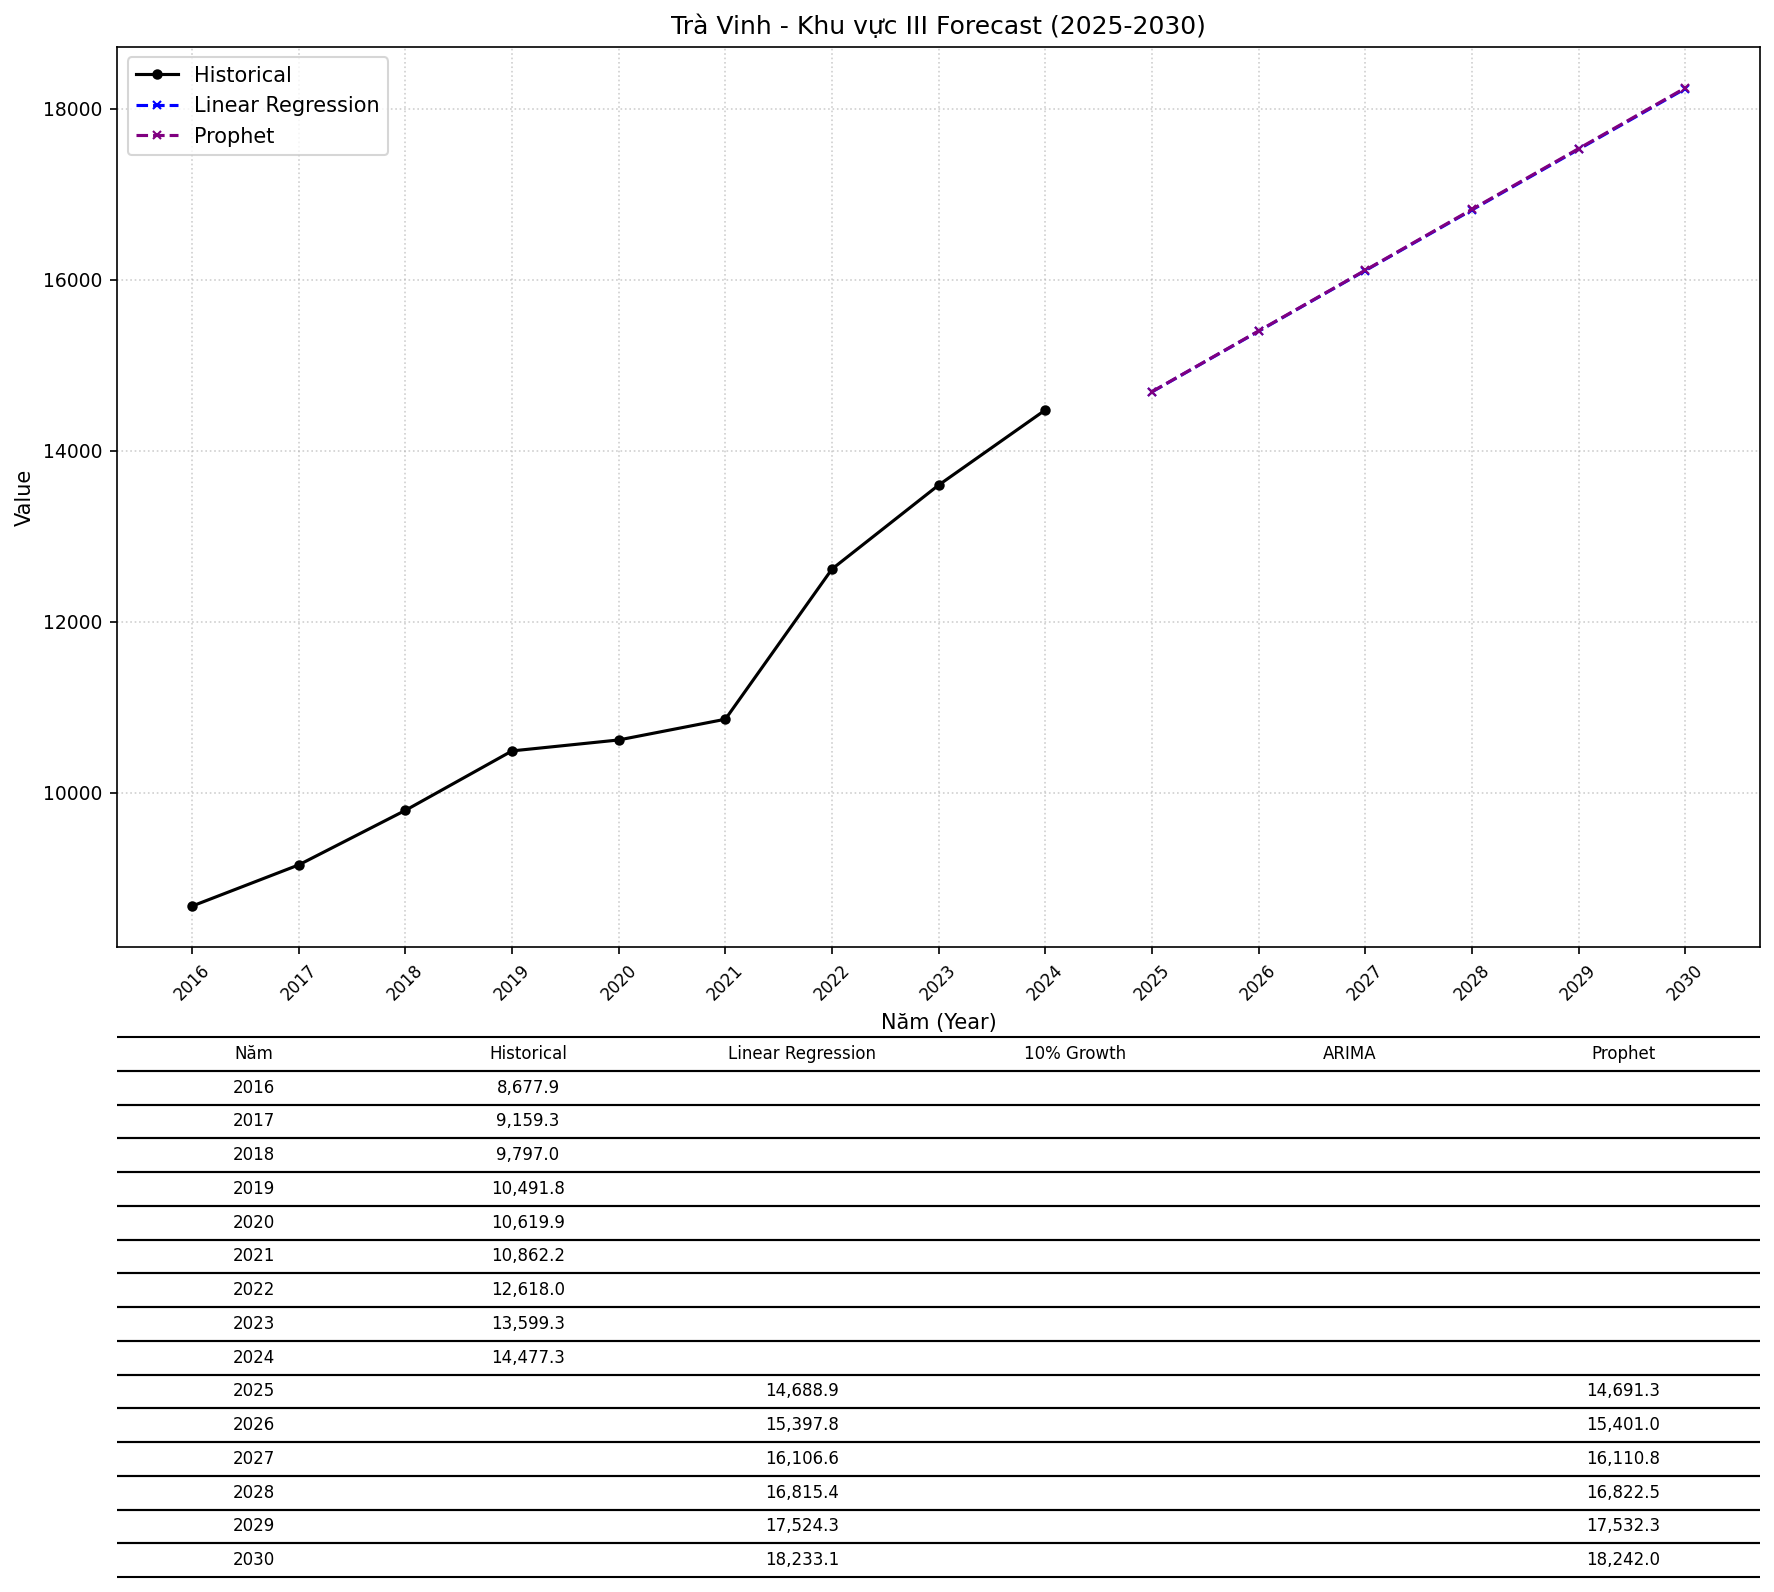 Trà Vinh - Khu vực III Forecast (2025-2030)
Historical
Linear Regression
Prophet
18000
16000
14000
12000
10000
Value
2016 2017 2018 2019 2020 2021 2022 2023 2024 2025 2026 2027 2028 2029 2030
Năm (Year)
Năm Historical Linear Regression 10% Growth ARIMA Prophet
2016 8,677.9
2017 9,159.3
2018 9,797.0
2019 10,491.8
2020 10,619.9
2021 10,862.2
2022 12,618.0
2023 13,599.3
2024 14,477.3
2025 14,688.9 14,691.3
2026 15,397.8 15,401.0
2027 16,106.6 16,110.8
2028 16,815.4 16,822.5
2029 17,524.3 17,532.3
2030 18,233.1 18,242.0